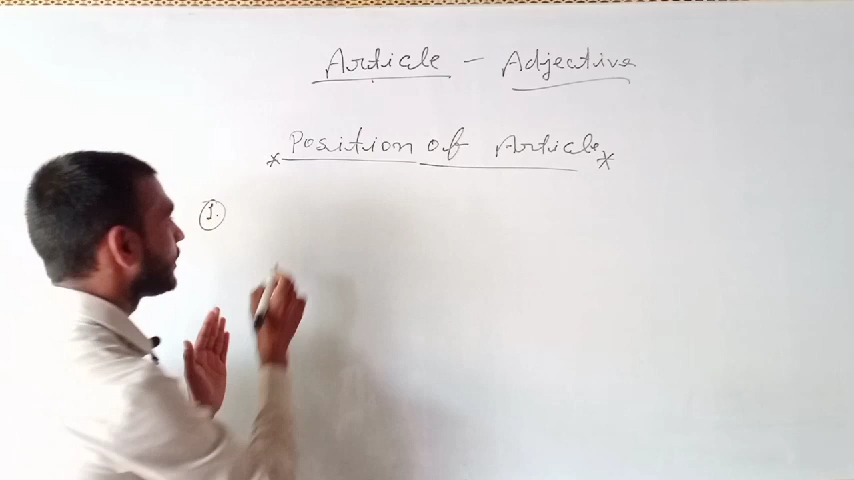 Article - Adjective
* Position of Article *
1.